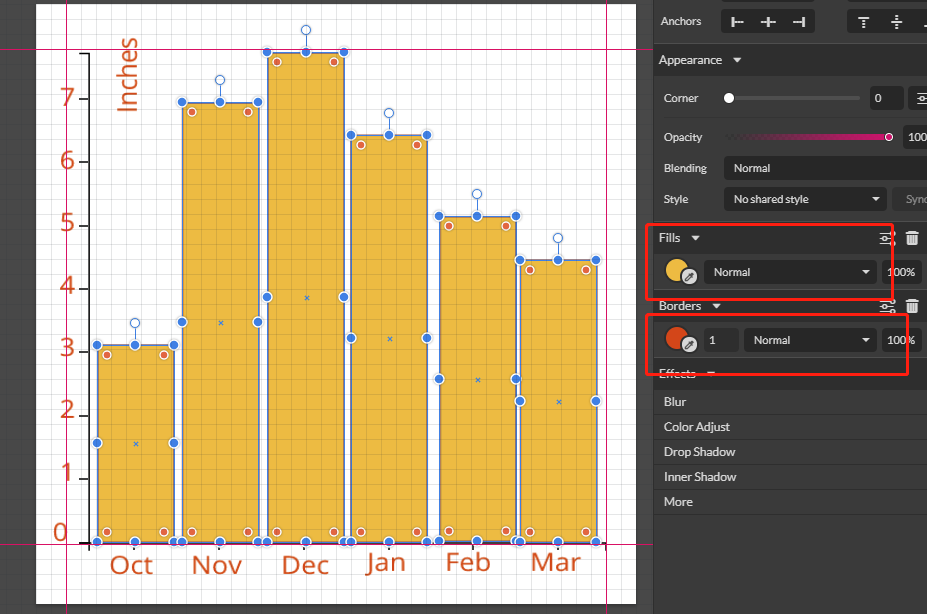 Inches
7
6
5
4
3
2
1
0
Oct Nov Dec Jan Feb Mar
Anchors
Appearance
Corner 0
Opacity 100
Blending Normal
Style No shared style Sync
Fills
Normal 100%
Borders
1 Normal 100%
Effects
Blur
Color Adjust
Drop Shadow
Inner Shadow
More